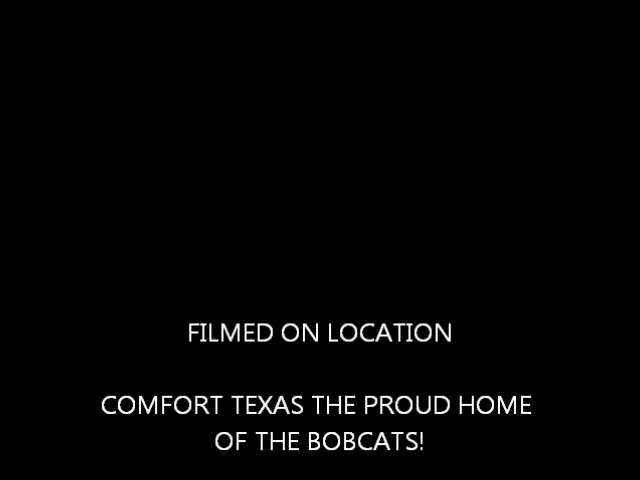 FILMED ON LOCATION
COMFORT TEXAS THE PROUD HOME
OF THE BOBCATS!